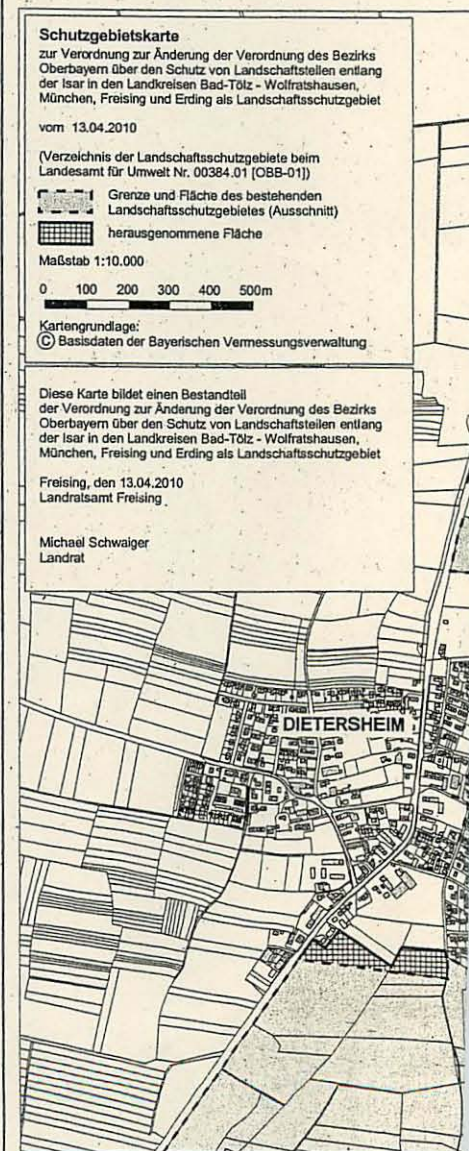 Schutzgebietskarte
zur Verordnung zur Änderung der Verordnung des Bezirks
Oberbayern über den Schutz von Landschaftsteilen entlang
der Isar in den Landkreisen Bad-Tölz - Wolfratshausen,
München, Freising und Erding als Landschaftsschutzgebiet
vom 13.04.2010
(Verzeichnis der Landschaftsschutzgebiete beim
Landesamt für Umwelt Nr. 00384.01 [OBB-01])
Grenze und Fläche des bestehenden
Landschaftsschutzgebietes (Ausschnitt)
herausgenommene Fläche
Maßstab 1:10.000
0 100 200 300 400 500m
Kartengrundlage:
© Basisdaten der Bayerischen Vermessungsverwaltung
Diese Karte bildet einen Bestandteil
der Verordnung zur Änderung der Verordnung des Bezirks
Oberbayern über den Schutz von Landschaftsteilen entlang
der Isar in den Landkreisen Bad-Tölz - Wolfratshausen,
München, Freising und Erding als Landschaftsschutzgebiet
Freising, den 13.04.2010
Landratsamt Freising
Michael Schwaiger
Landrat
DIETERSHEIM